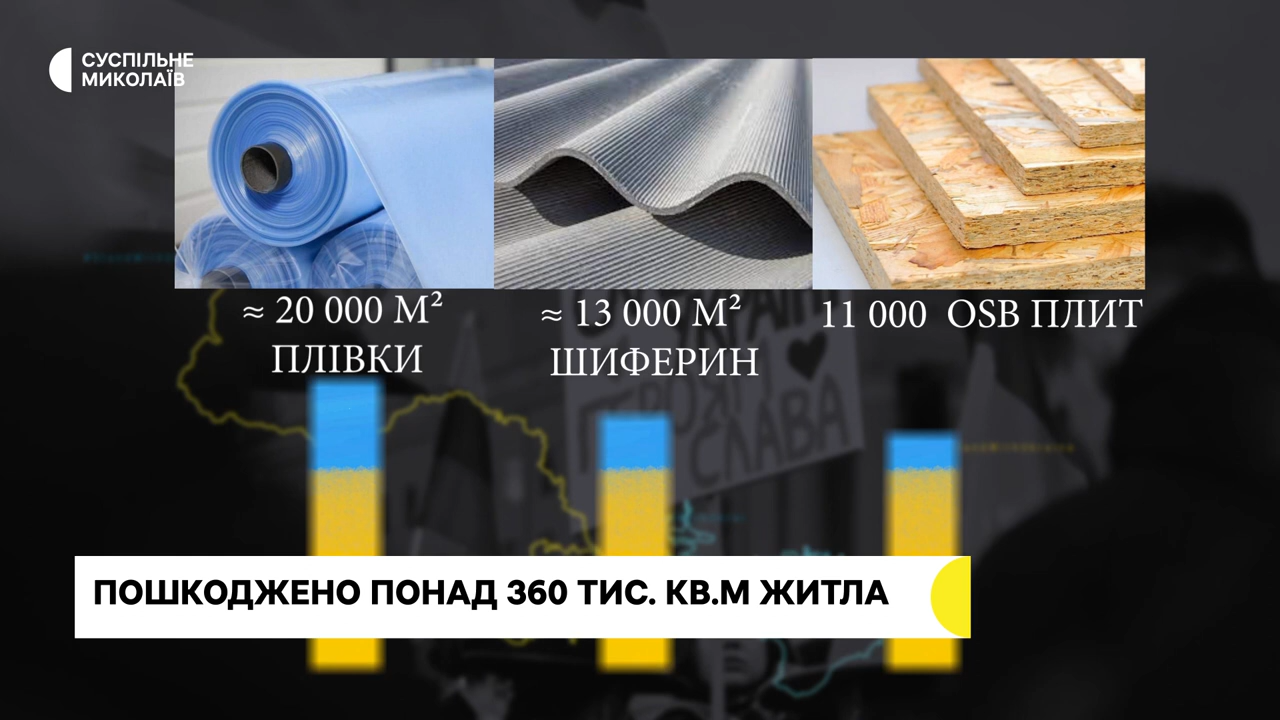 СУСПІЛЬНЕ
МИКОЛАЇВ
≈ 20 000 М²
ПЛІВКИ
≈ 13 000 М²
ШИФЕРИН
11 000 OSB ПЛИТ
СЛАВА
ПОШКОДЖЕНО ПОНАД 360 ТИС. КВ.М ЖИТЛА